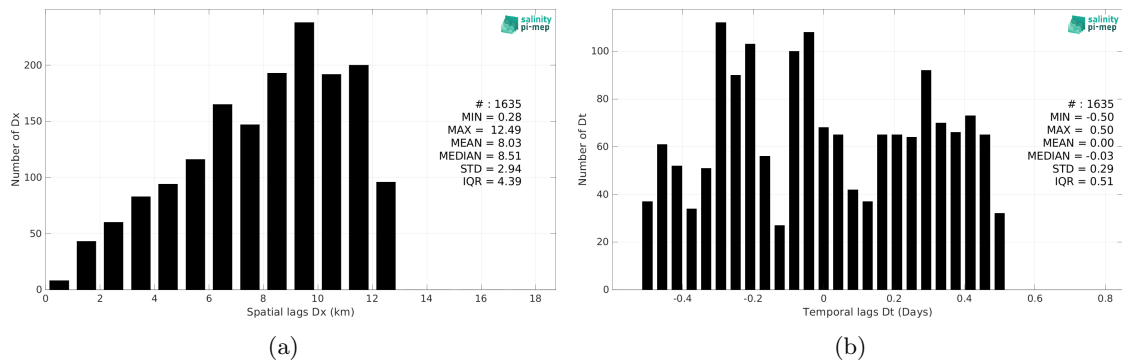 salinity
pi-mep
200
150
100
50
0
Number of Dx
# : 1635
MIN = 0.28
MAX = 12.49
MEAN = 8.03
MEDIAN = 8.51
STD = 2.94
IQR = 4.39
0 2 4 6 8 10 12 14 16 18
Spatial lags Dx (km)
(a)
salinity
pi-mep
100
80
60
40
20
0
Number of Dt
# : 1635
MIN = -0.50
MAX = 0.50
MEAN = 0.00
MEDIAN = -0.03
STD = 0.29
IQR = 0.51
-0.4 -0.2 0 0.2 0.4 0.6 0.8
Temporal lags Dt (Days)
(b)